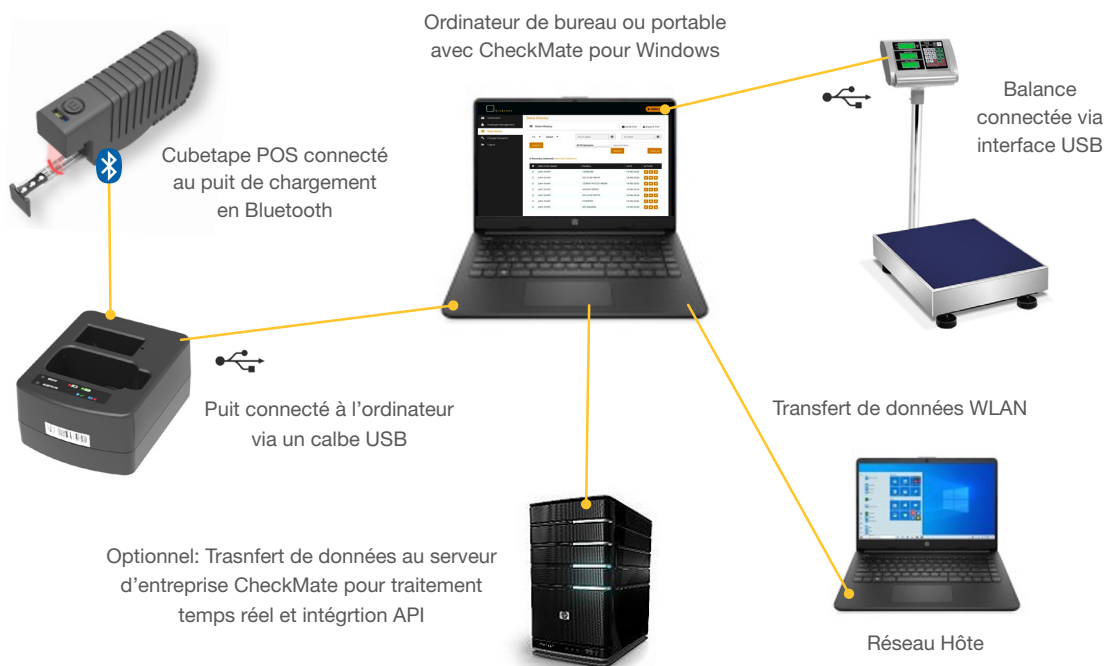 Ordinateur de bureau ou portable
avec CheckMate pour Windows
Balance
connectée via
interface USB
Cubetape POS connecté
au puit de chargement
en Bluetooth
Puit connecté à l'ordinateur
via un calbe USB
Transfert de données WLAN
Optionnel: Trasnfert de données au serveur
d'entreprise CheckMate pour traitement
temps réel et intégrtion API
Réseau Hôte